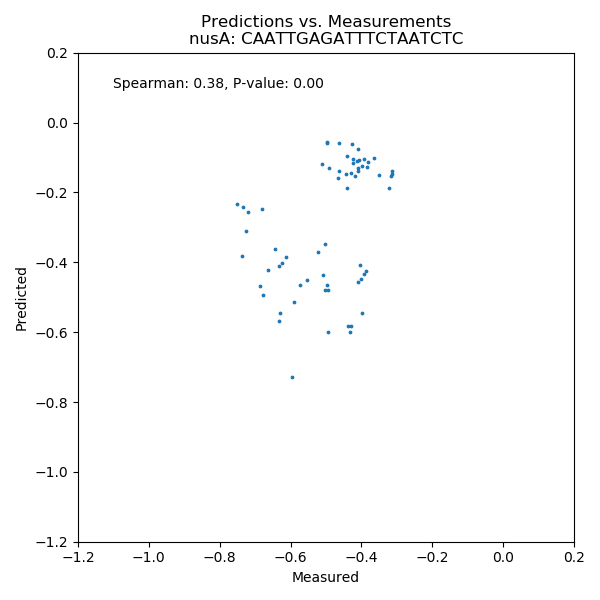 Predictions vs. Measurements
nusA: CAATTGAGATTTCTAATCTC
Spearman: 0.38, P-value: 0.00
0.2
0.0
−0.2
−0.4
−0.6
−0.8
−1.0
−1.2
Predicted
−1.2 −1.0 −0.8 −0.6 −0.4 −0.2 0.0 0.2
Measured